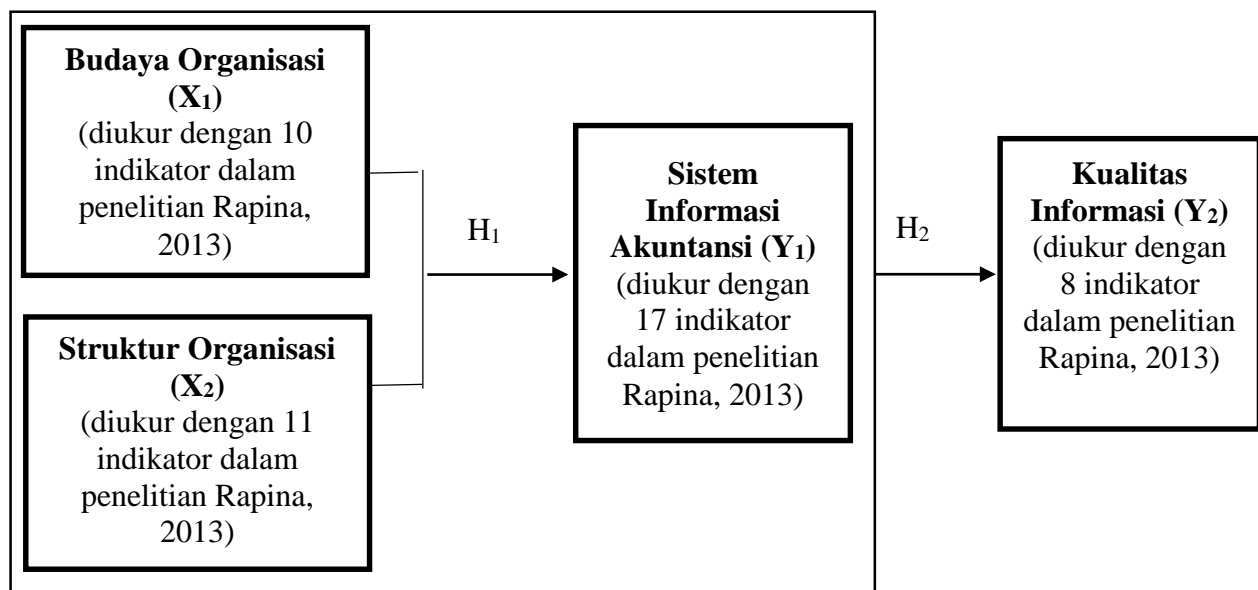 Budaya Organisasi
(X1)
(diukur dengan 10
indikator dalam
penelitian Rapina,
2013)
Struktur Organisasi
(X2)
(diukur dengan 11
indikator dalam
penelitian Rapina,
2013)
H1
Sistem
Informasi
Akuntansi (Y1)
(diukur dengan
17 indikator
dalam penelitian
Rapina, 2013)
H2
Kualitas
Informasi (Y2)
(diukur dengan
8 indikator
dalam penelitian
Rapina, 2013)